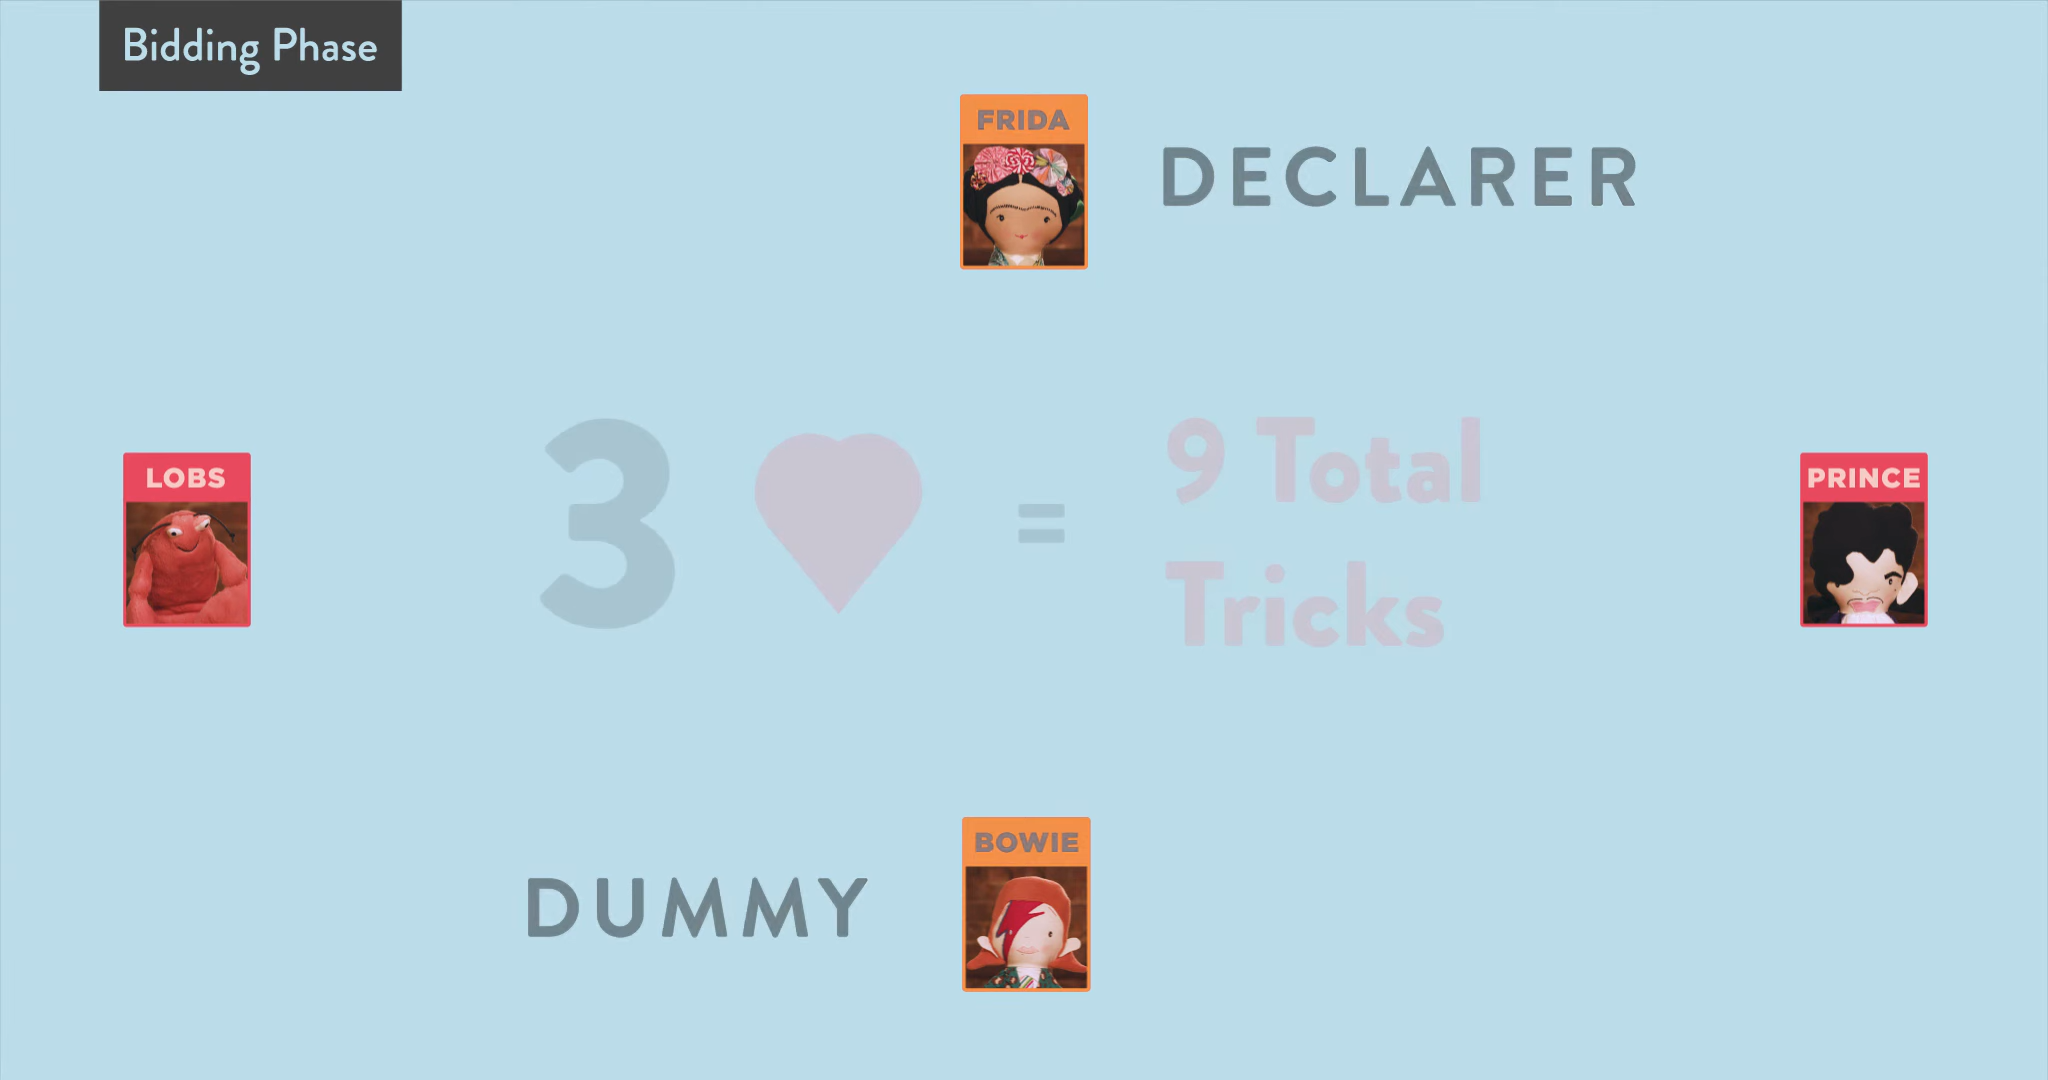 Bidding Phase
FRIDA
DECLARER
LOBS
3 = 9 Total
Tricks
PRINCE
DUMMY
BOWIE